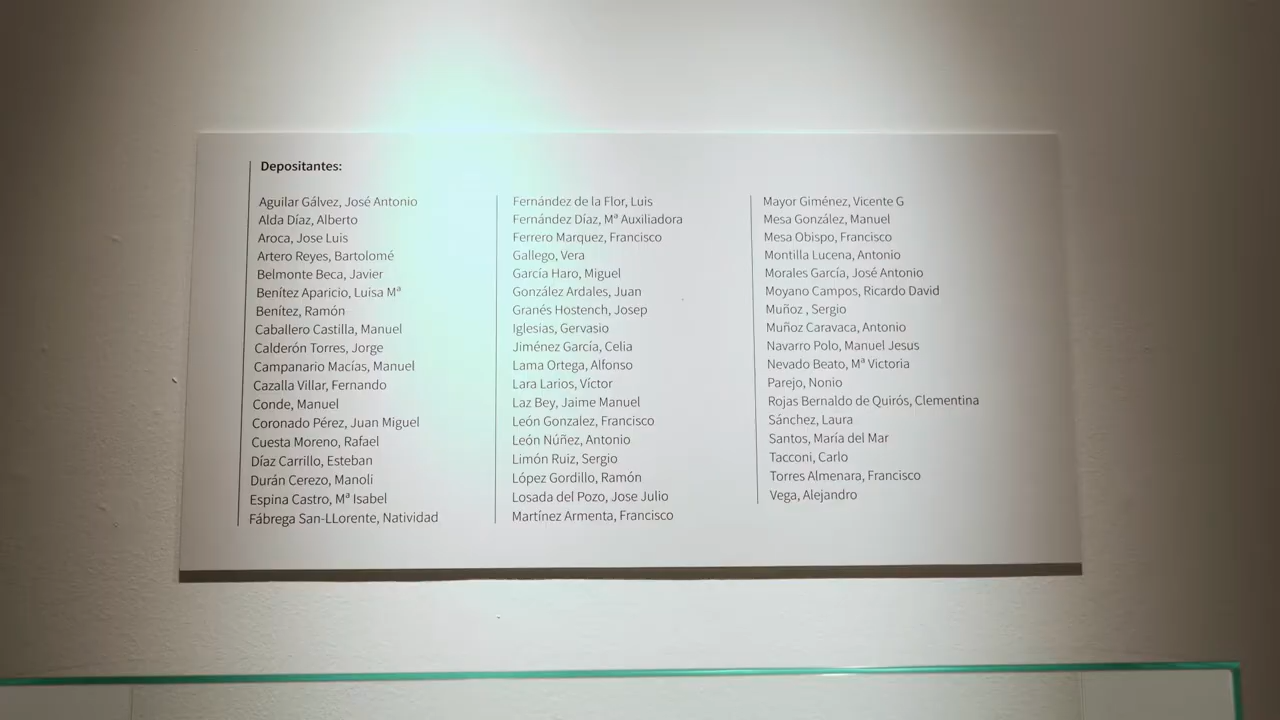 Depositantes:
Aguilar Gálvez, José Antonio
Alda Díaz, Alberto
Aroca, Jose Luis
Artero Reyes, Bartolomé
Belmonte Beca, Javier
Benítez Aparicio, Luisa Mª
Benítez, Ramón
Caballero Castilla, Manuel
Calderón Torres, Jorge
Campanario Macías, Manuel
Cazalla Villar, Fernando
Conde, Manuel
Coronado Pérez, Juan Miguel
Cuesta Moreno, Rafael
Díaz Carrillo, Esteban
Durán Cerezo, Manoli
Espina Castro, Mª Isabel
Fábrega San-LLorente, Natividad
Fernández de la Flor, Luis
Fernández Díaz, Mª Auxiliadora
Ferrero Marquez, Francisco
Gallego, Vera
García Haro, Miguel
González Ardales, Juan
Granés Hostench, Josep
Iglesias, Gervasio
Jiménez García, Celia
Lama Ortega, Alfonso
Lara Larios, Víctor
Laz Bey, Jaime Manuel
León Gonzalez, Francisco
León Núñez, Antonio
Limón Ruiz, Sergio
López Gordillo, Ramón
Losada del Pozo, Jose Julio
Martínez Armenta, Francisco
Mayor Giménez, Vicente G
Mesa González, Manuel
Mesa Obispo, Francisco
Montilla Lucena, Antonio
Morales García, José Antonio
Moyano Campos, Ricardo David
Muñoz , Sergio
Muñoz Caravaca, Antonio
Navarro Polo, Manuel Jesus
Nevado Beato, Mª Victoria
Parejo, Nonio
Rojas Bernaldo de Quirós, Clementina
Sánchez, Laura
Santos, María del Mar
Tacconi, Carlo
Torres Almenara, Francisco
Vega, Alejandro